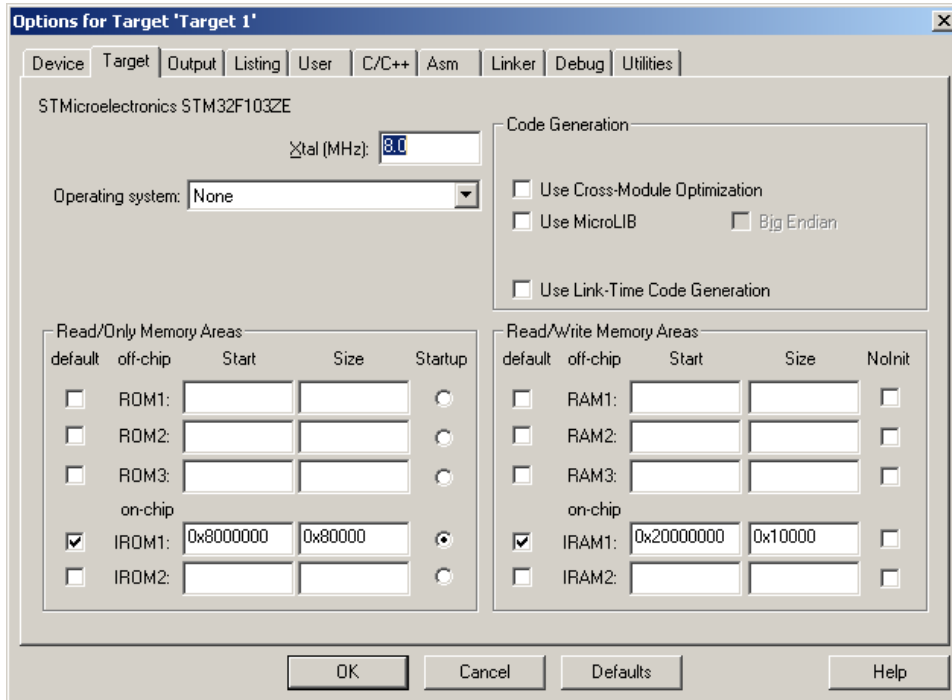 Options for Target 'Target 1'
Device Target Output Listing User C/C++ Asm Linker Debug Utilities
STMicroelectronics STM32F103ZE
Xtal (MHz): 8.0
Operating system: None
Code Generation
Use Cross-Module Optimization
Use MicroLIB Big Endian
Use Link-Time Code Generation
Read/Only Memory Areas
default off-chip Start Size Startup
ROM1:
ROM2:
ROM3:
on-chip
IROM1: 0x8000000 0x80000
IROM2:
Read/Write Memory Areas
default off-chip Start Size NoInit
RAM1:
RAM2:
RAM3:
on-chip
IRAM1: 0x20000000 0x10000
IRAM2:
OK Cancel Defaults Help